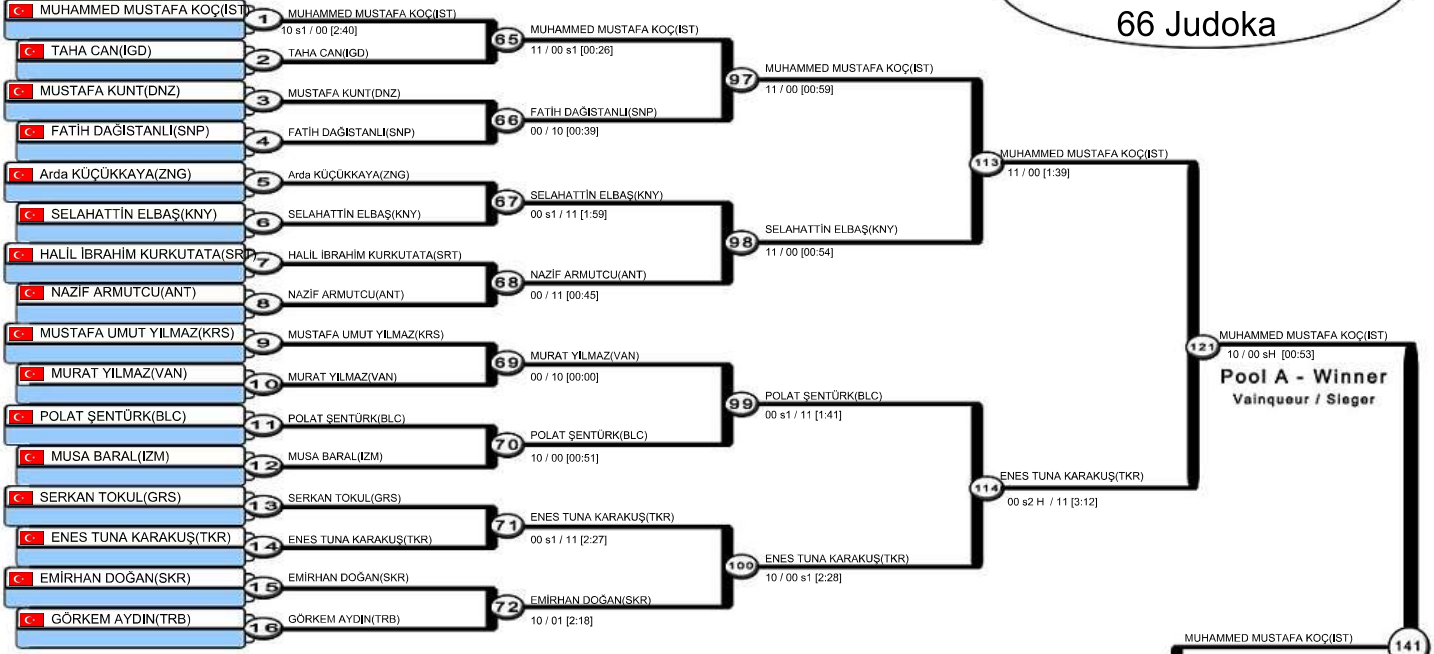 66 Judoka
MUHAMMED MUSTAFA KOÇ(IST)
TAHA CAN(IGD)
MUSTAFA KUNT(DNZ)
FATİH DAĞISTANLI(SNP)
Arda KÜÇÜKKAYA(ZNG)
SELAHATTİN ELBAŞ(KNY)
HALİL İBRAHİM KURKUTATA(SRT)
NAZİF ARMUTCU(ANT)
MUSTAFA UMUT YILMAZ(KRS)
MURAT YILMAZ(VAN)
POLAT ŞENTÜRK(BLC)
MUSA BARAL(IZM)
SERKAN TOKUL(GRS)
ENES TUNA KARAKUŞ(TKR)
EMİRHAN DOĞAN(SKR)
GÖRKEM AYDIN(TRB)
1
2
3
4
5
6
7
8
9
10
11
12
13
14
15
16
MUHAMMED MUSTAFA KOÇ(IST)
10 s1 / 00 [2:40]
TAHA CAN(IGD)
MUSTAFA KUNT(DNZ)
FATİH DAĞISTANLI(SNP)
Arda KÜÇÜKKAYA(ZNG)
SELAHATTİN ELBAŞ(KNY)
HALİL İBRAHİM KURKUTATA(SRT)
NAZİF ARMUTCU(ANT)
MUSTAFA UMUT YILMAZ(KRS)
MURAT YILMAZ(VAN)
POLAT ŞENTÜRK(BLC)
MUSA BARAL(IZM)
SERKAN TOKUL(GRS)
ENES TUNA KARAKUŞ(TKR)
EMİRHAN DOĞAN(SKR)
GÖRKEM AYDIN(TRB)
65
MUHAMMED MUSTAFA KOÇ(IST)
11 / 00 s1 [00:26]
66
FATİH DAĞISTANLI(SNP)
00 / 10 [00:39]
67
SELAHATTİN ELBAŞ(KNY)
00 s1 / 11 [1:59]
68
NAZİF ARMUTCU(ANT)
00 / 11 [00:45]
69
MURAT YILMAZ(VAN)
00 / 10 [00:00]
70
POLAT ŞENTÜRK(BLC)
10 / 00 [00:51]
71
ENES TUNA KARAKUŞ(TKR)
00 s1 / 11 [2:27]
72
EMİRHAN DOĞAN(SKR)
10 / 01 [2:18]
97
MUHAMMED MUSTAFA KOÇ(IST)
11 / 00 [00:59]
98
SELAHATTİN ELBAŞ(KNY)
11 / 00 [00:54]
99
POLAT ŞENTÜRK(BLC)
00 s1 / 11 [1:41]
100
ENES TUNA KARAKUŞ(TKR)
10 / 00 s1 [2:28]
113
MUHAMMED MUSTAFA KOÇ(IST)
11 / 00 [1:39]
114
ENES TUNA KARAKUŞ(TKR)
00 s2 H / 11 [3:12]
121
MUHAMMED MUSTAFA KOÇ(IST)
10 / 00 sH [00:53]
Pool A - Winner
Vainqueur / Sieger
MUHAMMED MUSTAFA KOÇ(IST)
141